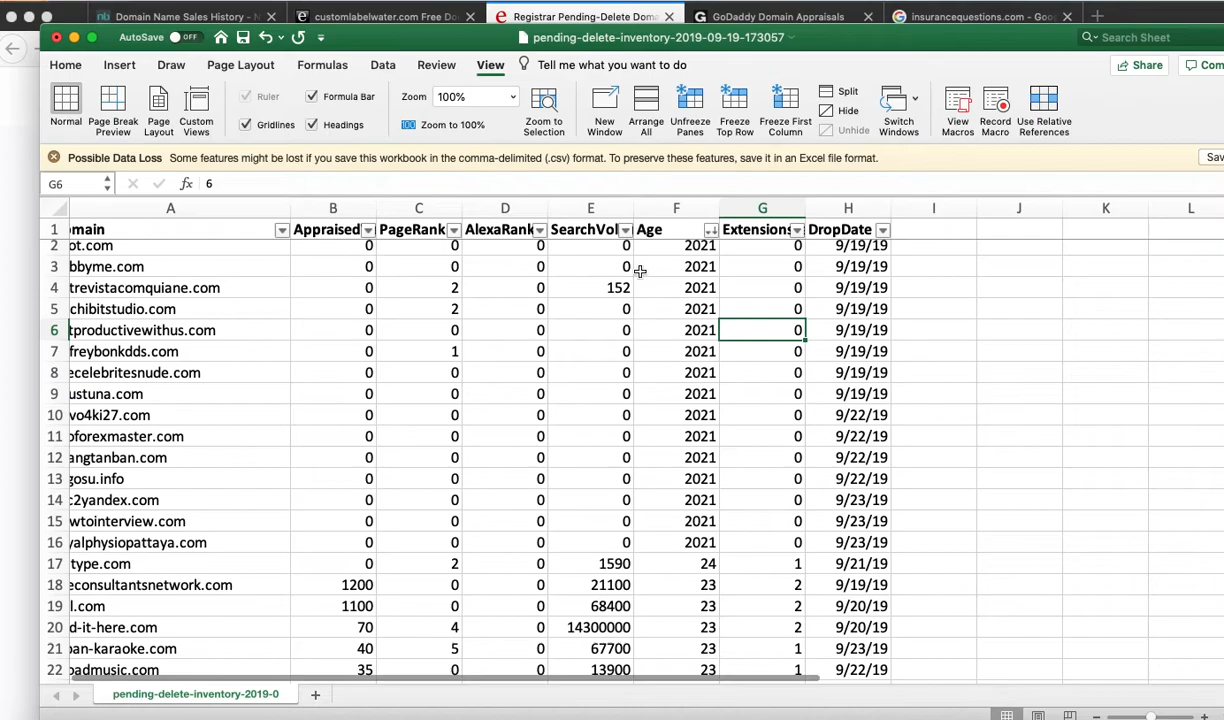 Domain Name Sales History - customlabelwater.com Free Do Registrar Pending-Delete Doma GoDaddy Domain Appraisals insurancequestions.com - Goo
AutoSave OFF pending-delete-inventory-2019-09-19-173057 Search Sheet
Home Insert Draw Page Layout Formulas Data Review View Tell me what you want to do Share Com
Ruler Formula Bar Zoom 100% Split
Gridlines Headings Zoom to 100% Hide
Unhide
Normal Page Break Preview Page Layout Custom Views Zoom to Selection New Window Arrange All Unfreeze Panes Freeze Top Row Freeze First Column Switch Windows View Macros Record Macro Use Relative References
Possible Data Loss Some features might be lost if you save this workbook in the comma-delimited (.csv) format. To preserve these features, save it in an Excel file format. Sav
G6 fx 6
A B C D E F G H I J K L
1 main Appraised PageRank AlexaRank SearchVol Age Extensions DropDate
2 ot.com 0 0 0 0 2021 0 9/19/19
3 bbyme.com 0 0 0 0 2021 0 9/19/19
4 trevistacomquiane.com 0 2 0 152 2021 0 9/19/19
5 chibitstudio.com 0 2 0 0 2021 0 9/19/19
6 tproductivewithus.com 0 0 0 0 2021 0 9/19/19
7 freybonkdds.com 0 1 0 0 2021 0 9/19/19
8 ecelebritesnude.com 0 0 0 0 2021 0 9/19/19
9 ustuna.com 0 0 0 0 2021 0 9/19/19
10 vo4ki27.com 0 0 0 0 2021 0 9/22/19
11 oforexmaster.com 0 0 0 0 2021 0 9/22/19
12 angtanban.com 0 0 0 0 2021 0 9/22/19
13 gosu.info 0 0 0 0 2021 0 9/22/19
14 c2yandex.com 0 0 0 0 2021 0 9/23/19
15 wtointerview.com 0 0 0 0 2021 0 9/23/19
16 yalphysiopattaya.com 0 0 0 0 2021 0 9/23/19
17 type.com 0 2 0 1590 24 1 9/21/19
18 econsultantsnetwork.com 1200 0 0 21100 23 2 9/19/19
19 l.com 1100 0 0 68400 23 2 9/20/19
20 d-it-here.com 70 4 0 14300000 23 2 9/20/19
21 pan-karaoke.com 40 5 0 67700 23 1 9/23/19
22 oadmusic.com 35 0 0 13900 23 1 9/22/19
pending-delete-inventory-2019-0